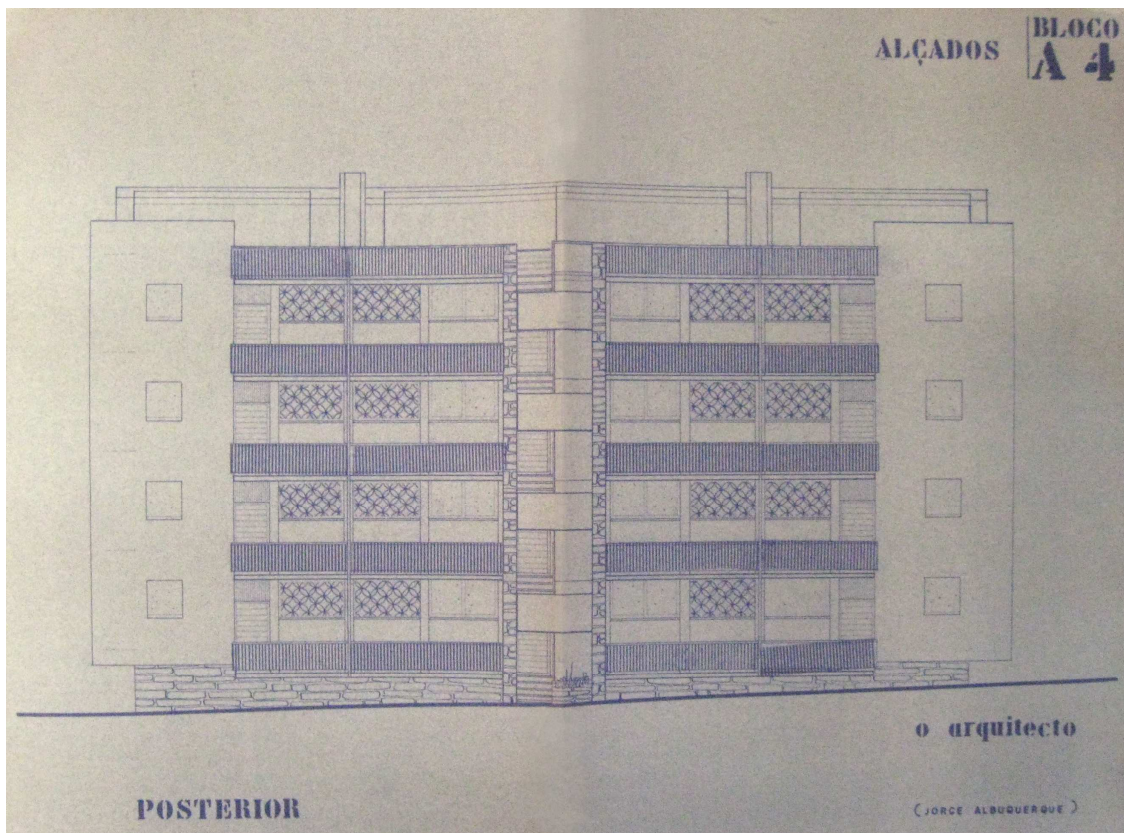 ALÇADOS
BLOCO
A 4
o arquitecto
POSTERIOR
(JORGE ALBUQUERQUE)